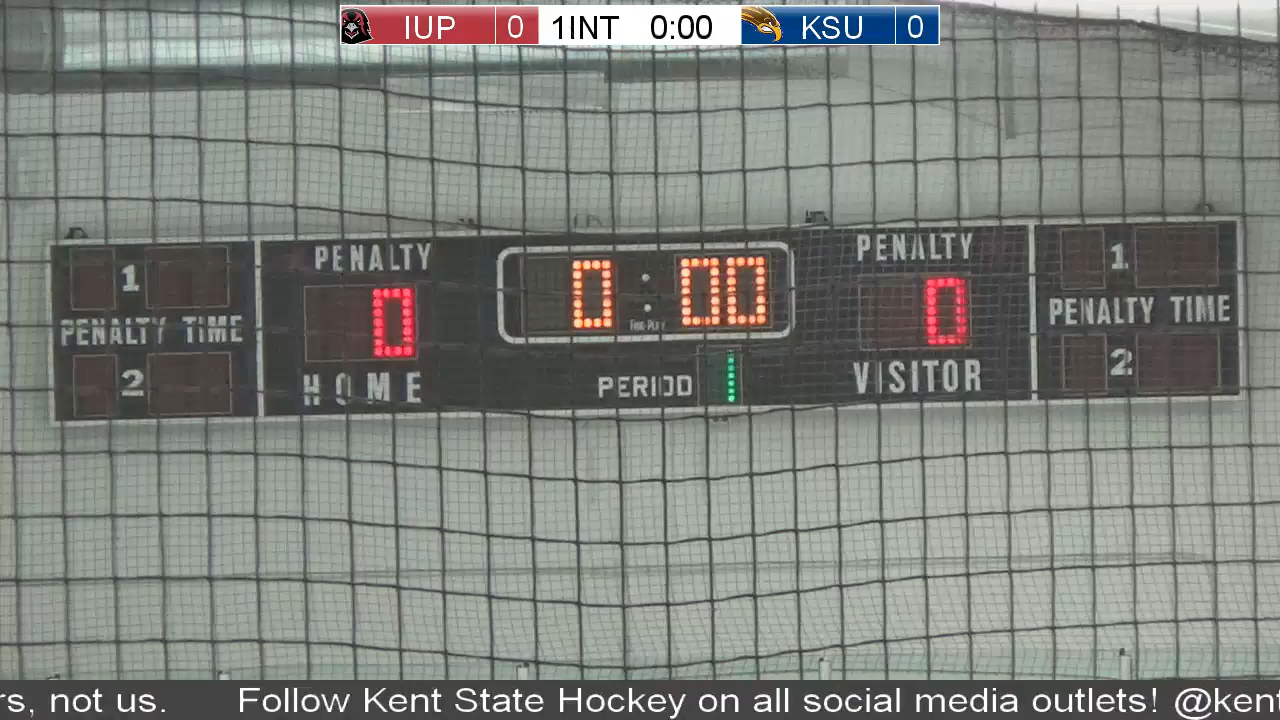 IUP 0 1INT 0:00 KSU 0
PENALTY PENALTY
1 0 0:00 0 1
PENALTY TIME PENALTY TIME
2 HOME PERIOD 1 VISITOR 2
rs, not us. Follow Kent State Hockey on all social media outlets! @kent